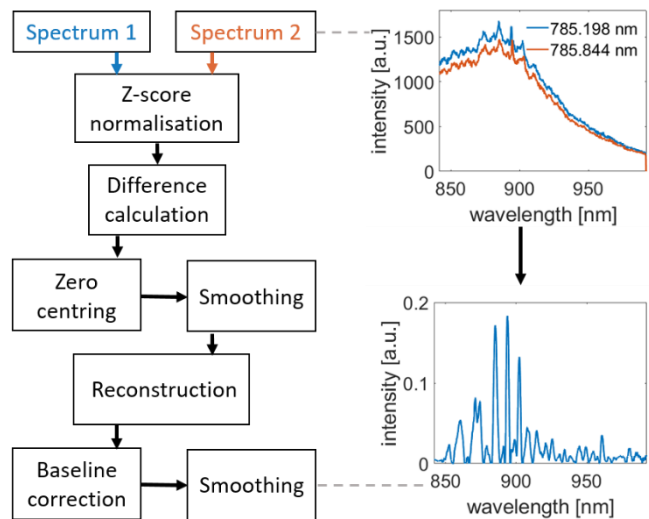 Spectrum 1
Spectrum 2
Z-score
normalisation
Difference
calculation
Zero
centring
Smoothing
Reconstruction
Baseline
correction
Smoothing
1500
1000
500
0
intensity [a.u.]
785.198 nm
785.844 nm
850
900
950
wavelength [nm]
0.2
0.1
0
intensity [a.u.]
850
900
950
wavelength [nm]